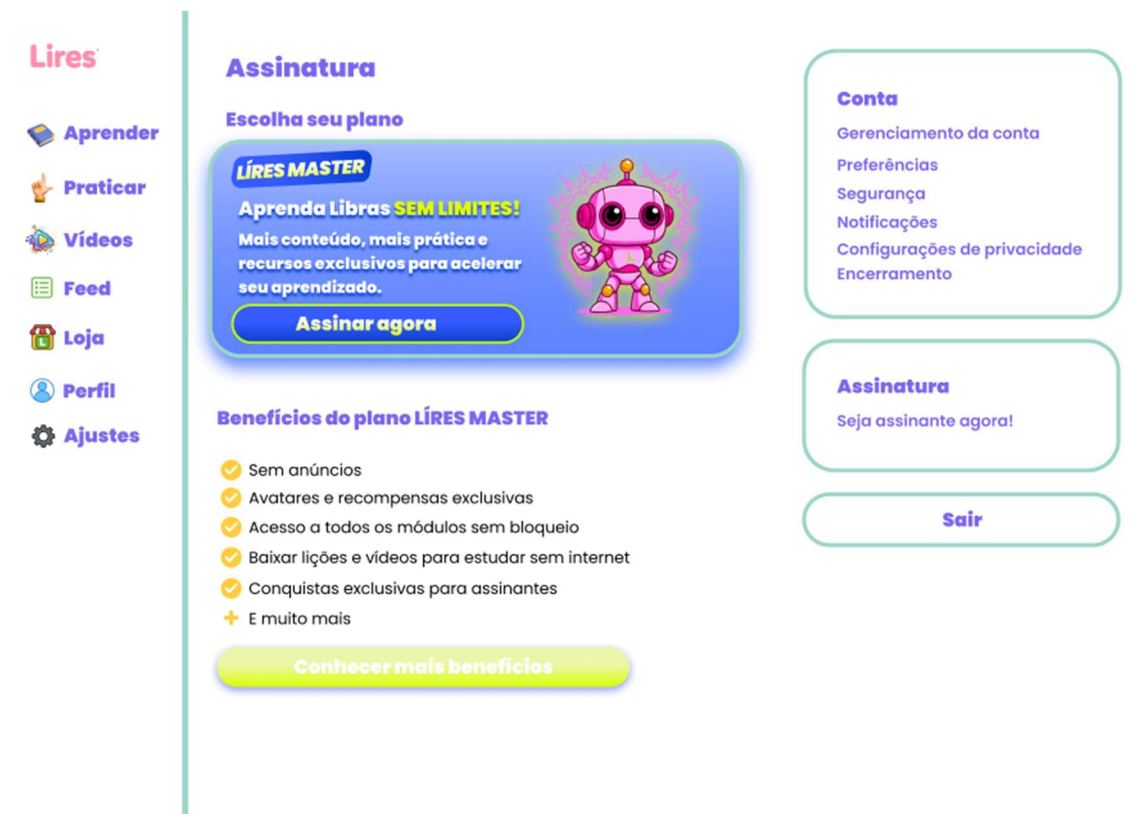 Lires
Aprender
Praticar
Vídeos
Feed
Loja
Perfil
Ajustes
Assinatura
Escolha seu plano
LÍRES MASTER
Aprenda Libras SEM LIMITES!
Mais conteúdo, mais prática e
recursos exclusivos para acelerar
seu aprendizado.
Assinar agora
Benefícios do plano LÍRES MASTER
Sem anúncios
Avatares e recompensas exclusivas
Acesso a todos os módulos sem bloqueio
Baixar lições e vídeos para estudar sem internet
Conquistas exclusivas para assinantes
E muito mais
Conhecer mais benefícios
Conta
Gerenciamento da conta
Preferências
Segurança
Notificações
Configurações de privacidade
Encerramento
Assinatura
Seja assinante agora!
Sair